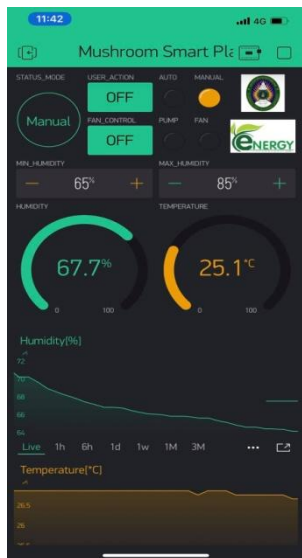 11:42
4G
Mushroom Smart Pla
STATUS_MODE USER_ACTION AUTO MANUAL
OFF
Manual FAN_CONTROL PUMP FAN
OFF
ENERGY
MIN_HUMIDITY MAX_HUMIDITY
− 65% + − 85% +
HUMIDITY TEMPERATURE
67.7% 25.1°C
0 100 0 100
Humidity[%]
72
70
68
66
64
Live 1h 6h 1d 1w 1M 3M ...
Temperature[°C]
26.5
26